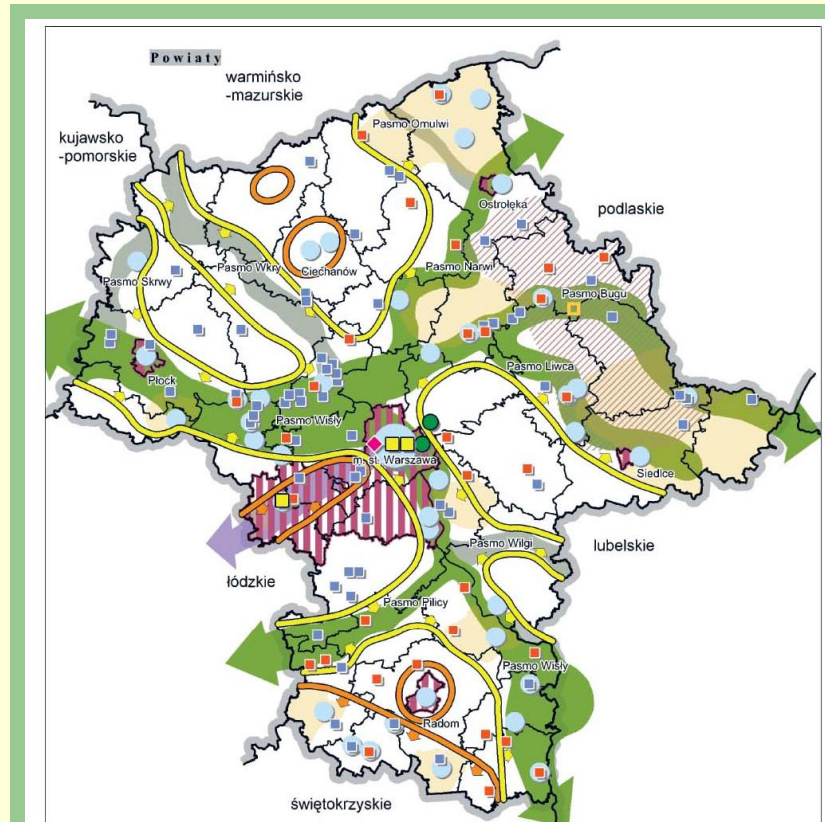 Powiaty
warmińsko
-mazurskie
kujawsko
-pomorskie
Pasmo Omulwi
Ostrołęka
podlaskie
Pasmo Wkry
Ciechanów
Pasmo Narwi
Pasmo Skrwy
Pasmo Bugu
Płock
Pasmo Liwca
Pasmo Wisły
m. st. Warszawa
Siedlce
Pasmo Wilgi
lubelskie
łódzkie
Pasmo Pilicy
Pasmo Wisły
Radom
świętokrzyskie